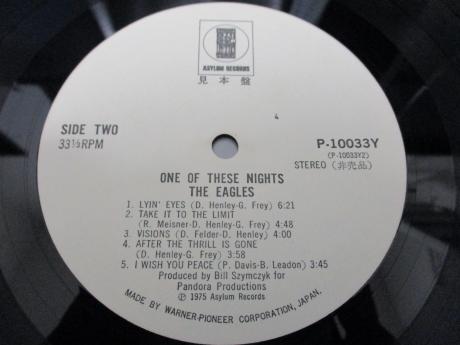 ASYLUM RECORDS
見本盤
4
SIDE TWO
33⅓RPM
P-10033Y
(P-10033Y2)
STEREO (非売品)
ONE OF THESE NIGHTS
THE EAGLES
1. LYIN' EYES (D. Henley-G. Frey) 6:21
2. TAKE IT TO THE LIMIT
(R. Meisner-D. Henley-G. Frey) 4:48
3. VISIONS (D. Felder-D. Henley) 4:00
4. AFTER THE THRILL IS GONE
(D. Henley-G. Frey) 3:58
5. I WISH YOU PEACE (P. Davis-B. Leadon) 3:45
Produced by Bill Szymczyk for
Pandora Productions
Ⓟ 1975 Asylum Records
MADE BY WARNER-PIONEER CORPORATION, JAPAN.